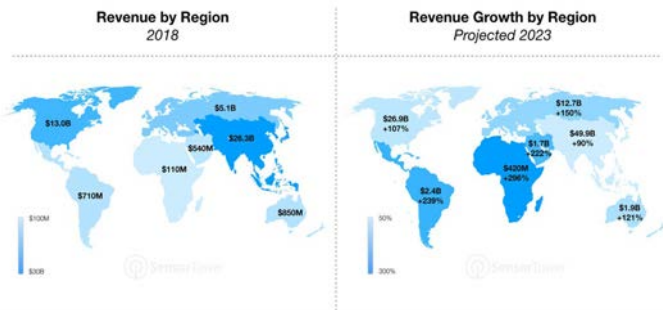 Revenue by Region
2018
$13.0B
$5.1B
$26.3B
$540M
$110M
$710M
$850M
$100M
$30B
SensorTower
Revenue Growth by Region
Projected 2023
$26.9B
+107%
$12.7B
+150%
$49.9B
+90%
$1.7B
+222%
$420M
+296%
$2.4B
+239%
$1.9B
+121%
50%
300%
SensorTower